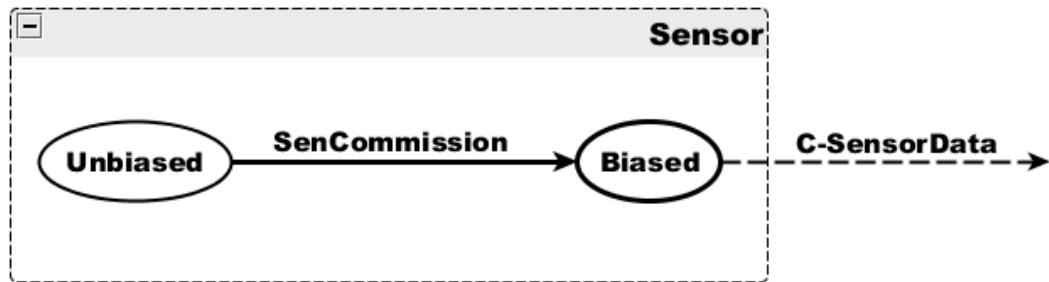 Sensor
SenCommission
C-SensorData
Unbiased
Biased